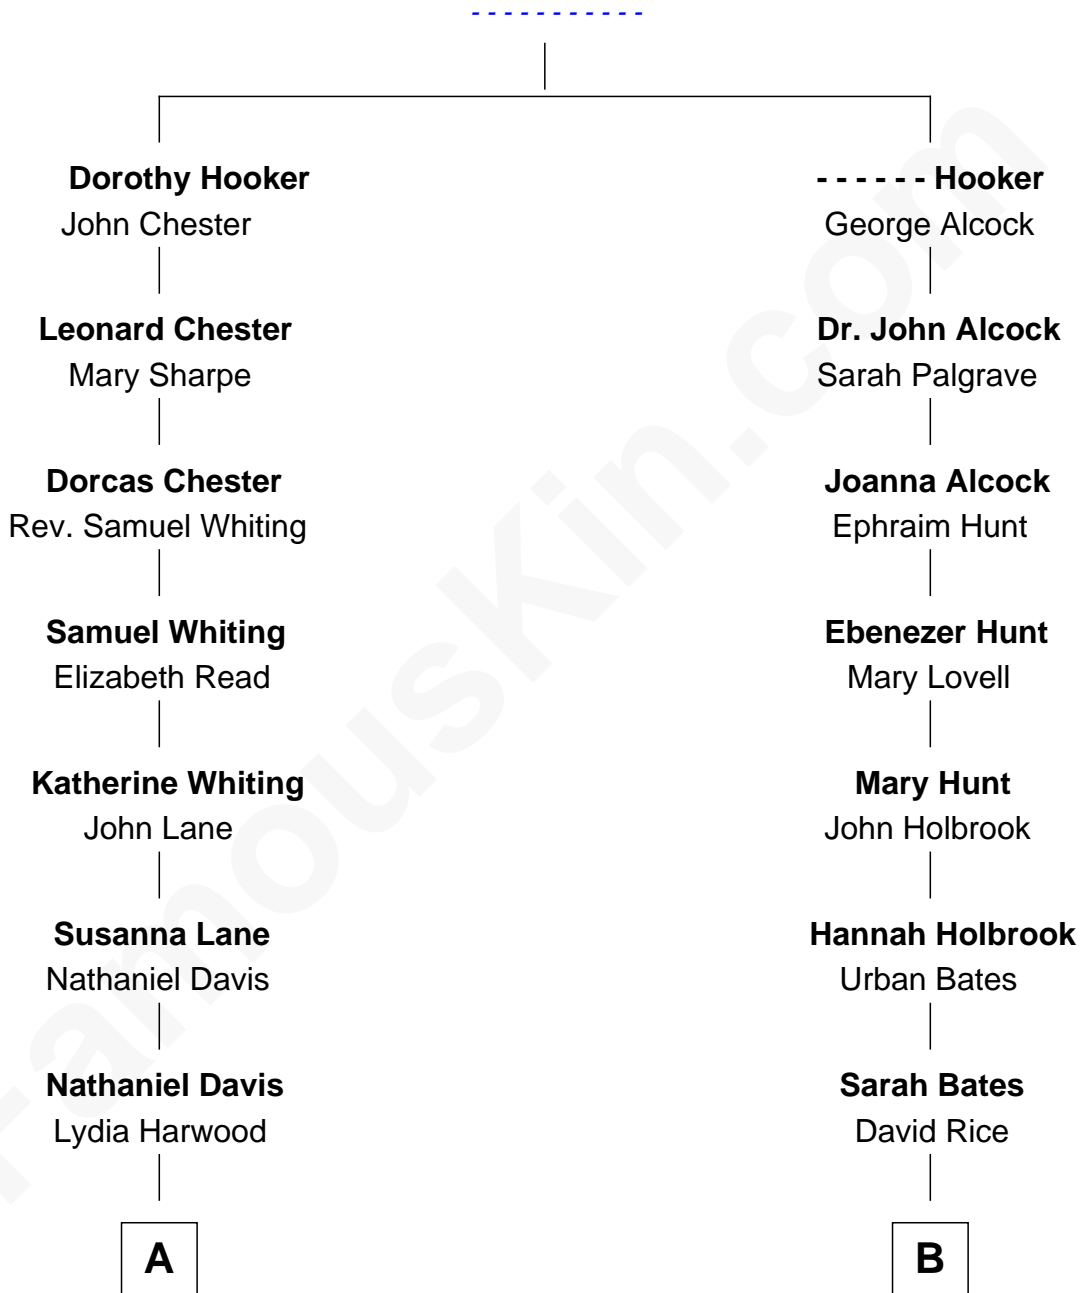 - - - - - - - - - - -
Dorothy Hooker
John Chester
Leonard Chester
Mary Sharpe
Dorcas Chester
Rev. Samuel Whiting
Samuel Whiting
Elizabeth Read
Katherine Whiting
John Lane
Susanna Lane
Nathaniel Davis
Nathaniel Davis
Lydia Harwood
A
- - - - - - Hooker
George Alcock
Dr. John Alcock
Sarah Palgrave
Joanna Alcock
Ephraim Hunt
Ebenezer Hunt
Mary Lovell
Mary Hunt
John Holbrook
Hannah Holbrook
Urban Bates
Sarah Bates
David Rice
B
FamousKin.com